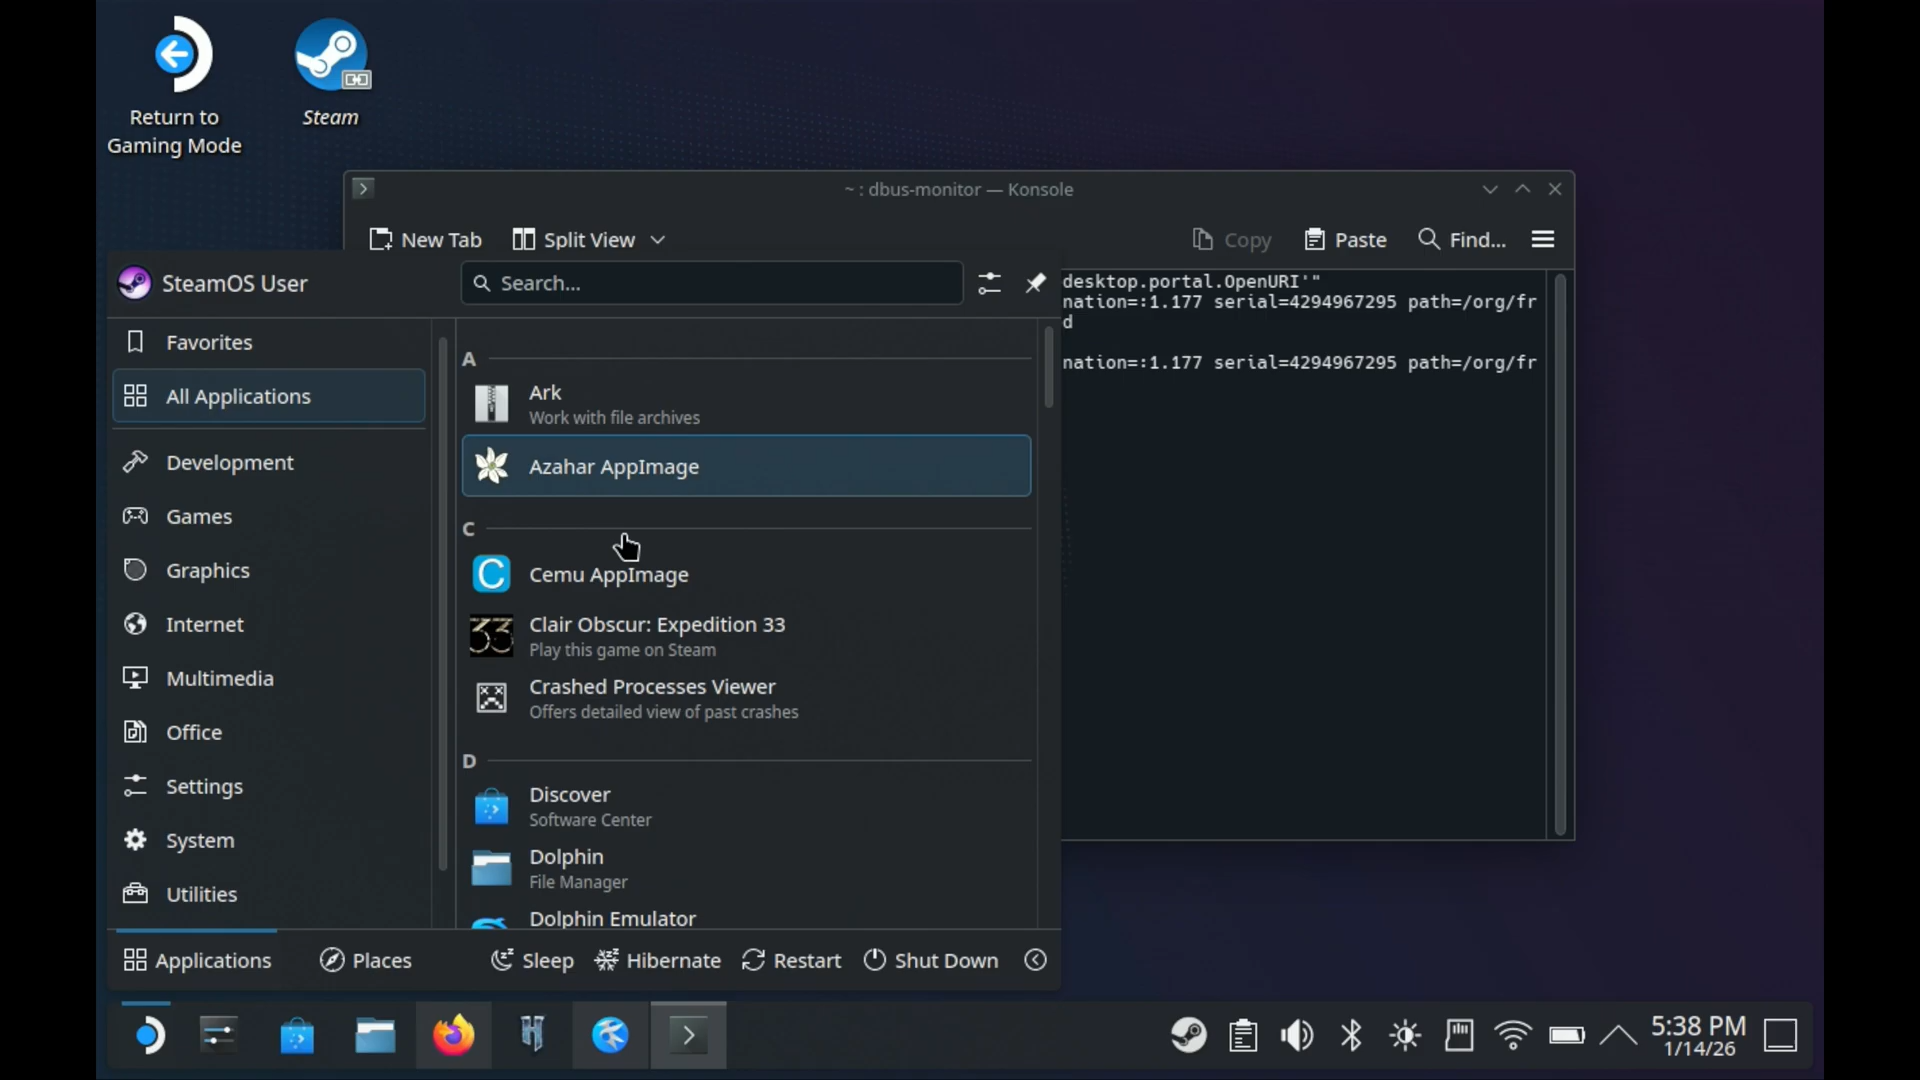 Return to
Gaming Mode
Steam
~ : dbus-monitor — Konsole
New Tab
Split View
Copy
Paste
Find...
desktop.portal.OpenURI'"
nation=:1.177 serial=4294967295 path=/org/fr
d
nation=:1.177 serial=4294967295 path=/org/fr
SteamOS User
Search...
Favorites
All Applications
Development
Games
Graphics
Internet
Multimedia
Office
Settings
System
Utilities
A
Ark
Work with file archives
Azahar AppImage
C
Cemu AppImage
33
Clair Obscur: Expedition 33
Play this game on Steam
Crashed Processes Viewer
Offers detailed view of past crashes
D
Discover
Software Center
Dolphin
File Manager
Dolphin Emulator
Applications
Places
Sleep
Hibernate
Restart
Shut Down
5:38 PM
1/14/26